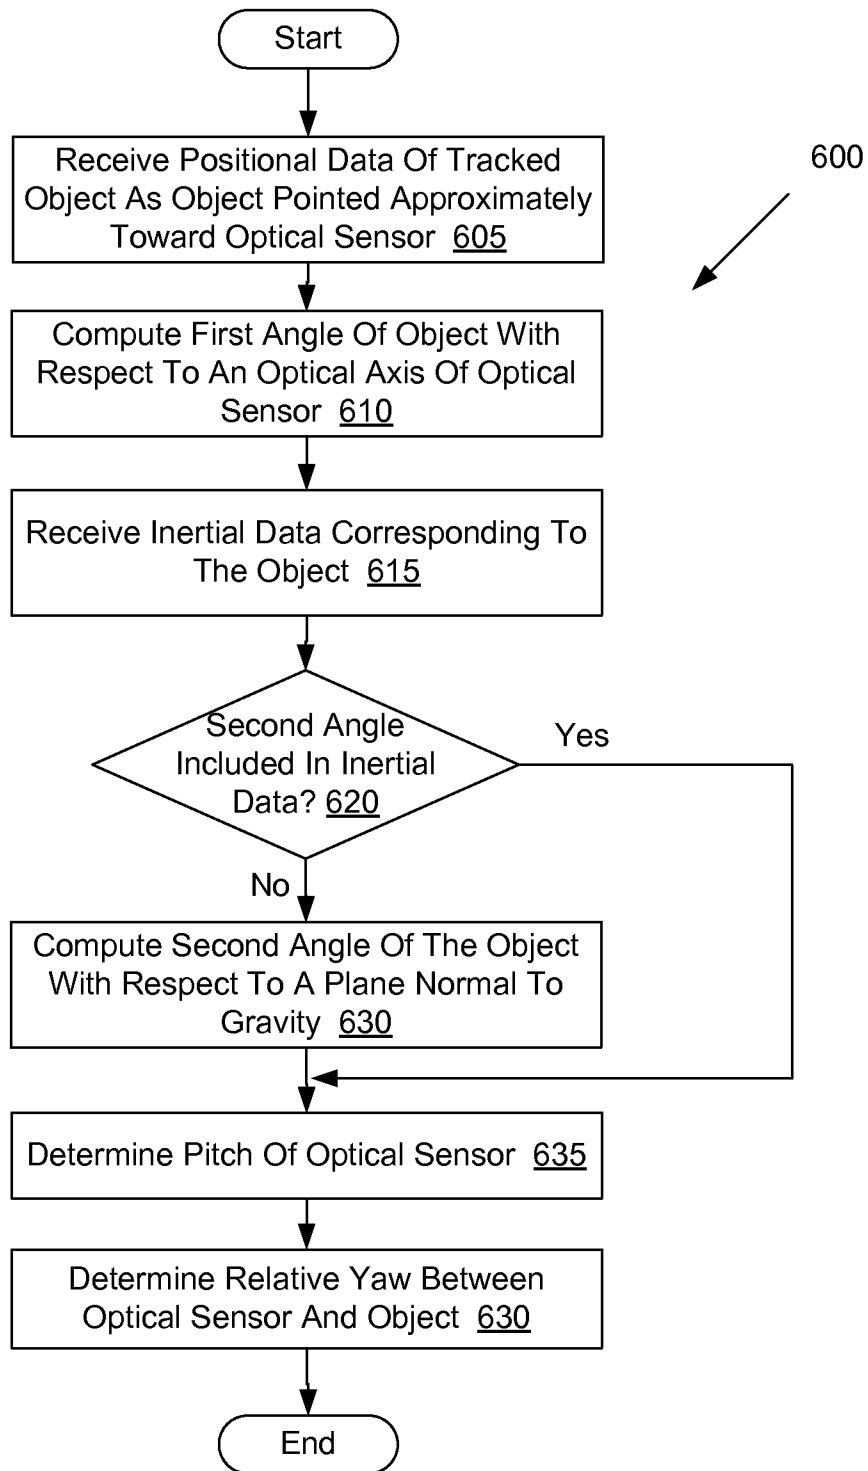 Start
600
Receive Positional Data Of Tracked
Object As Object Pointed Approximately
Toward Optical Sensor 605
Compute First Angle Of Object With
Respect To An Optical Axis Of Optical
Sensor 610
Receive Inertial Data Corresponding To
The Object 615
Second Angle
Included In Inertial
Data? 620
Yes
No
Compute Second Angle Of The Object
With Respect To A Plane Normal To
Gravity 630
Determine Pitch Of Optical Sensor 635
Determine Relative Yaw Between
Optical Sensor And Object 630
End